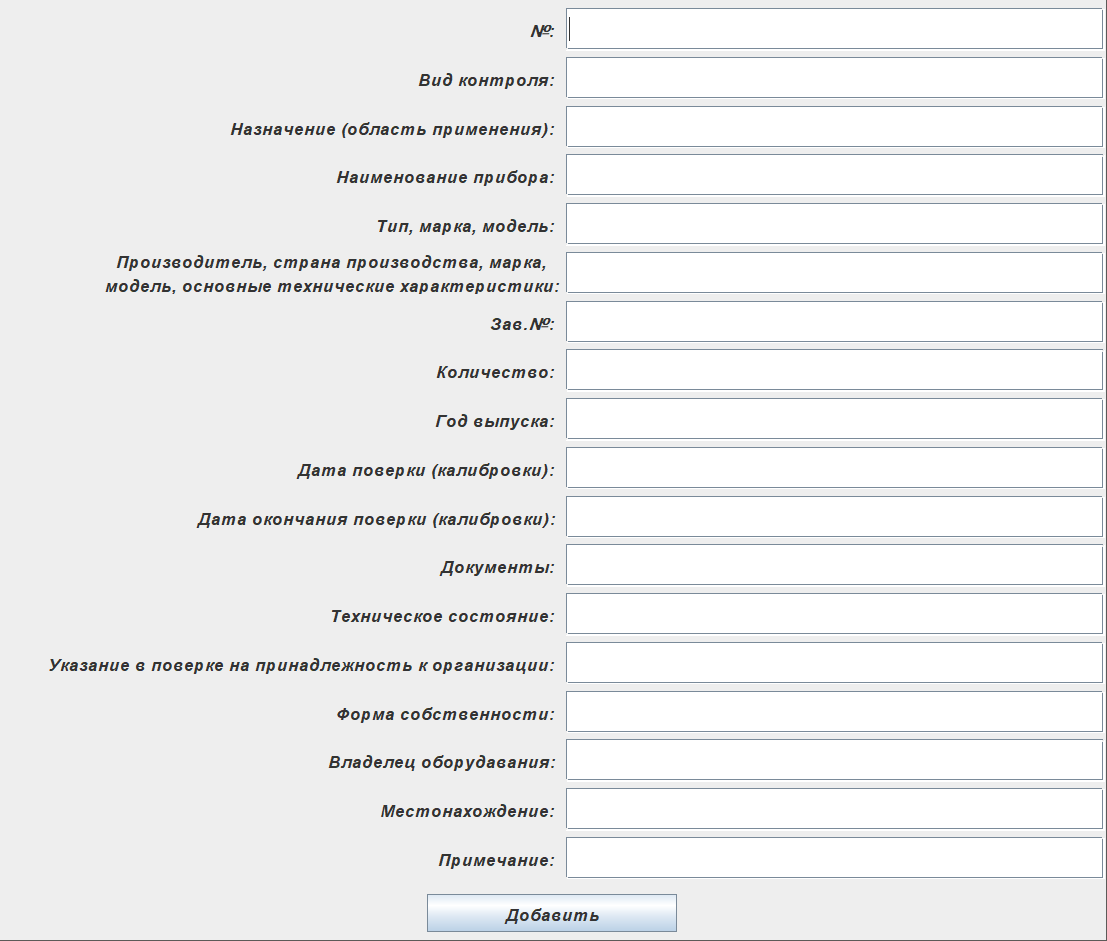 №:
Вид контроля:
Назначение (область применения):
Наименование прибора:
Тип, марка, модель:
Производитель, страна производства, марка,
модель, основные технические характеристики:
Зав.№:
Количество:
Год выпуска:
Дата поверки (калибровки):
Дата окончания поверки (калибровки):
Документы:
Техническое состояние:
Указание в поверке на принадлежность к организации:
Форма собственности:
Владелец оборудавания:
Местонахождение:
Примечание:
Добавить